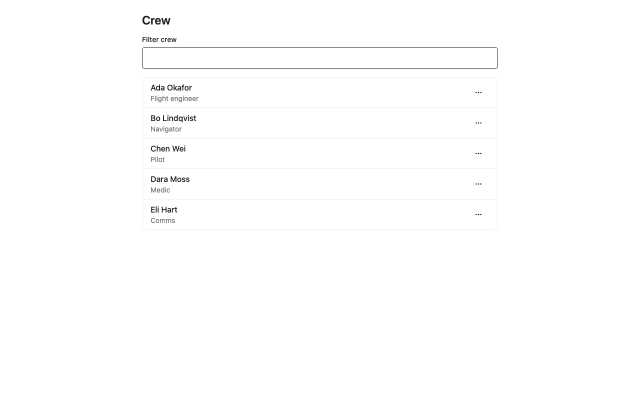 Crew
Filter crew
Ada Okafor
Flight engineer
...
Bo Lindqvist
Navigator
...
Chen Wei
Pilot
...
Dara Moss
Medic
...
Eli Hart
Comms
...